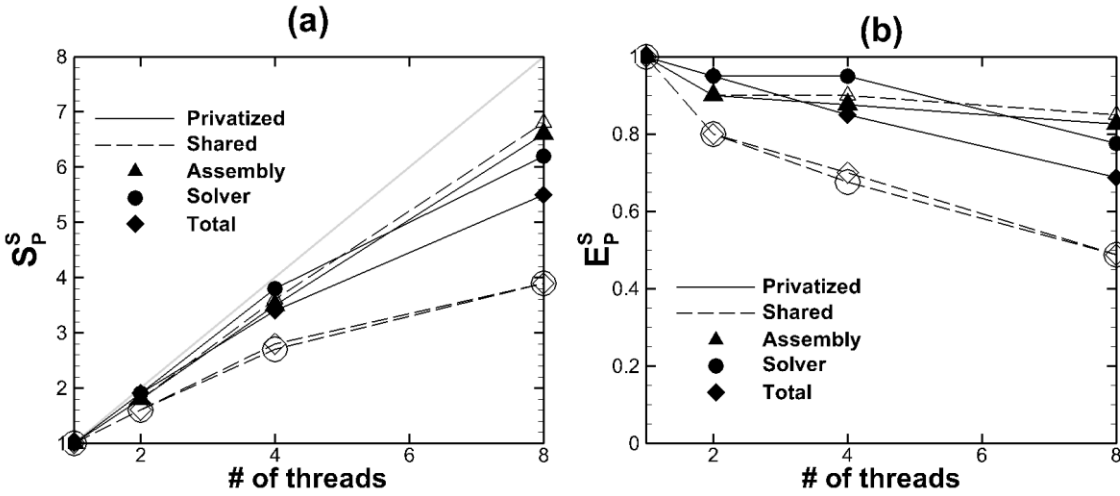 (a)
8
7
6
5
4
3
2
1
2
4
6
8
Privatized
Shared
Assembly
Solver
Total
S_P^S
# of threads
(b)
1
0.8
0.6
0.4
0.2
0
2
4
6
8
Privatized
Shared
Assembly
Solver
Total
E_P^S
# of threads